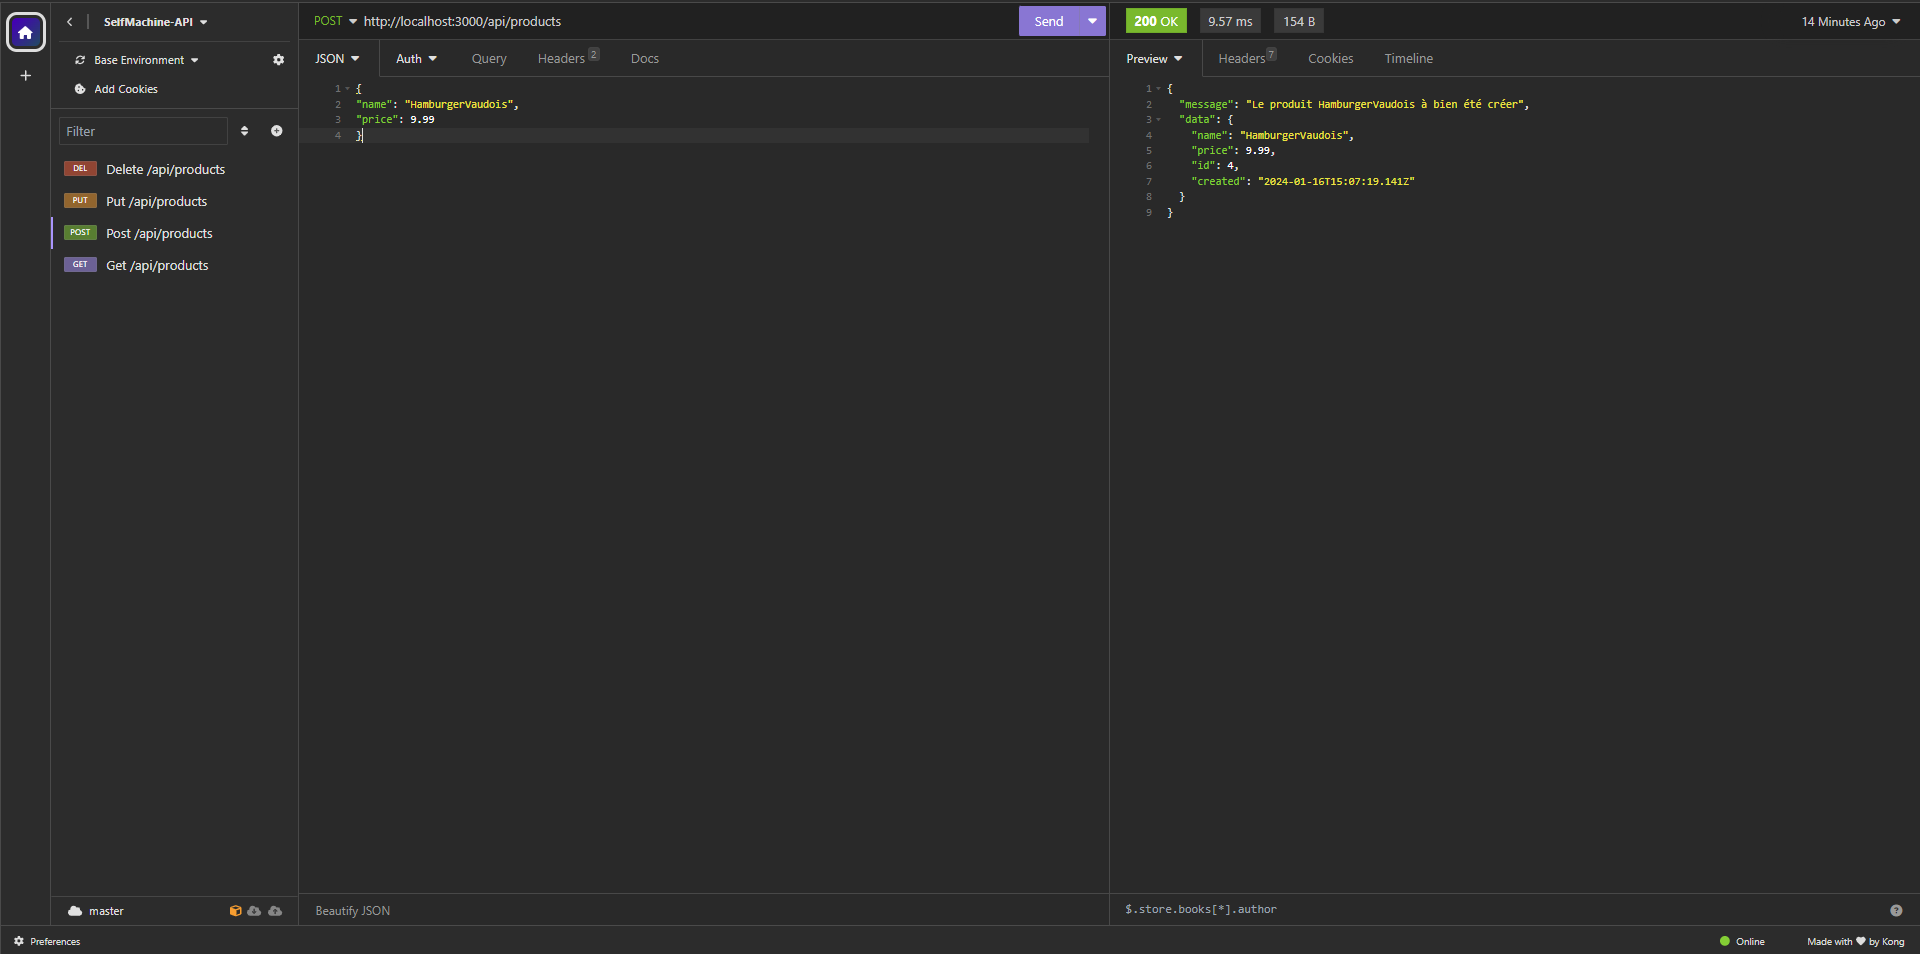 SelfMachine-API
Base Environment
Add Cookies
Filter
DEL Delete /api/products
PUT Put /api/products
POST Post /api/products
GET Get /api/products
master
Preferences
POST http://localhost:3000/api/products
Send
JSON Auth Query Headers 2 Docs
1 {
2 "name": "HamburgerVaudois",
3 "price": 9.99
4 }
Beautify JSON
200 OK 9.57 ms 154 B 14 Minutes Ago
Preview Headers 7 Cookies Timeline
1 {
2 "message": "Le produit HamburgerVaudois à bien été créer",
3 "data": {
4 "name": "HamburgerVaudois",
5 "price": 9.99,
6 "id": 4,
7 "created": "2024-01-16T15:07:19.141Z"
8 }
9 }
$.store.books[*].author
Online
Made with ♥ by Kong